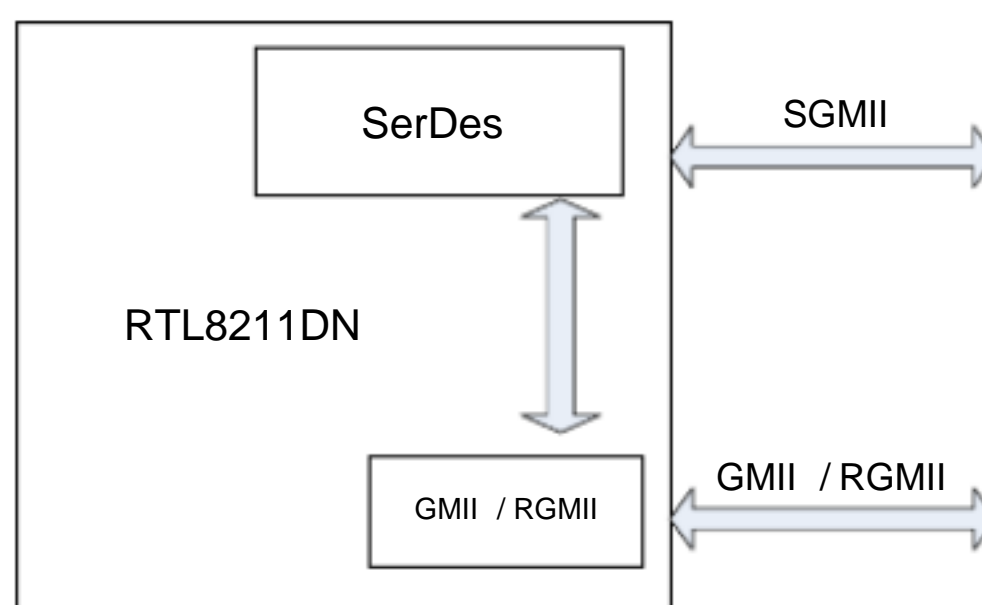 SerDes
SGMII
RTL8211DN
GMII / RGMII
GMII / RGMII